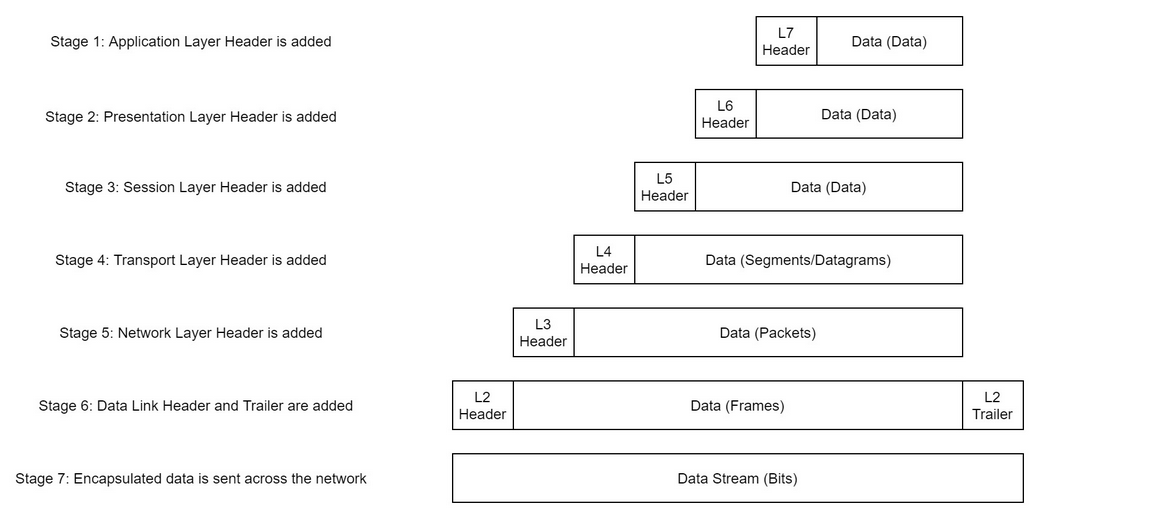 Stage 1: Application Layer Header is added
L7
Header
Data (Data)
Stage 2: Presentation Layer Header is added
L6
Header
Data (Data)
Stage 3: Session Layer Header is added
L5
Header
Data (Data)
Stage 4: Transport Layer Header is added
L4
Header
Data (Segments/Datagrams)
Stage 5: Network Layer Header is added
L3
Header
Data (Packets)
Stage 6: Data Link Header and Trailer are added
L2
Header
Data (Frames)
L2
Trailer
Stage 7: Encapsulated data is sent across the network
Data Stream (Bits)